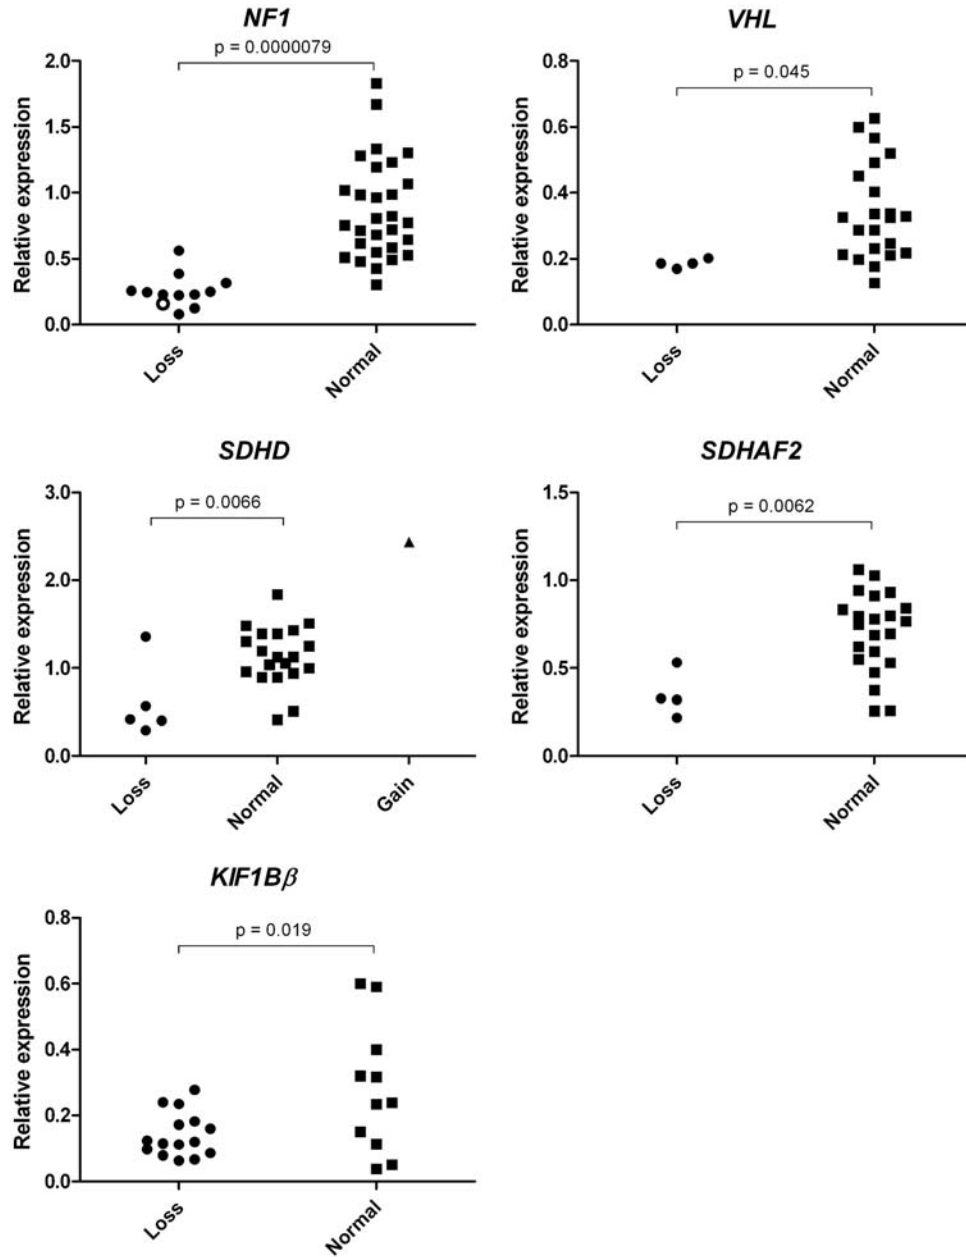 NF1
p = 0.0000079
2.0
1.5
1.0
0.5
0.0
Relative expression
Loss
Normal
VHL
p = 0.045
0.8
0.6
0.4
0.2
0.0
Relative expression
Loss
Normal
SDHD
p = 0.0066
3.0
2.0
1.0
0.0
Relative expression
Loss
Normal
Gain
SDHAF2
p = 0.0062
1.5
1.0
0.5
0.0
Relative expression
Loss
Normal
KIF1Bβ
p = 0.019
0.8
0.6
0.4
0.2
0.0
Relative expression
Loss
Normal